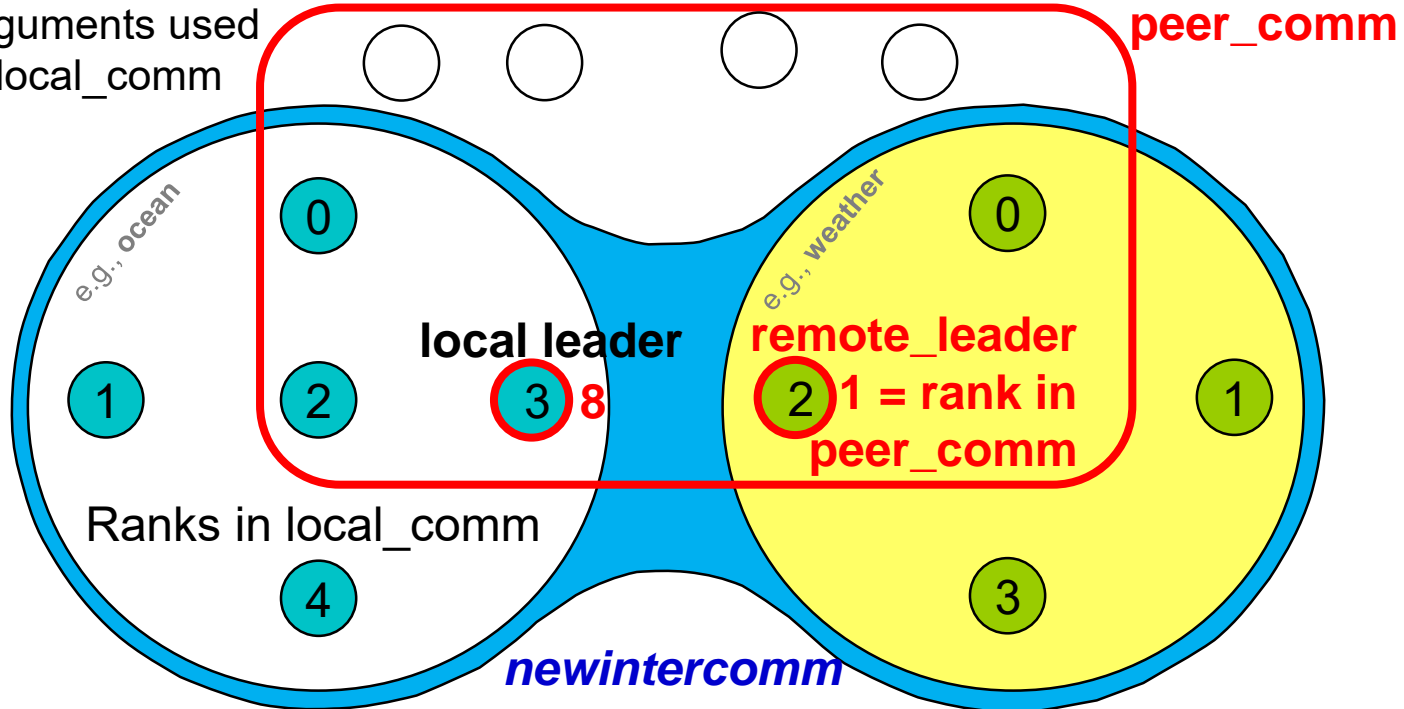 guments used
local_comm
peer_comm
e.g., ocean
e.g., weather
0
0
local leader
remote_leader
1
2
3
8
2
1 = rank in
1
peer_comm
Ranks in local_comm
4
3
newintercomm